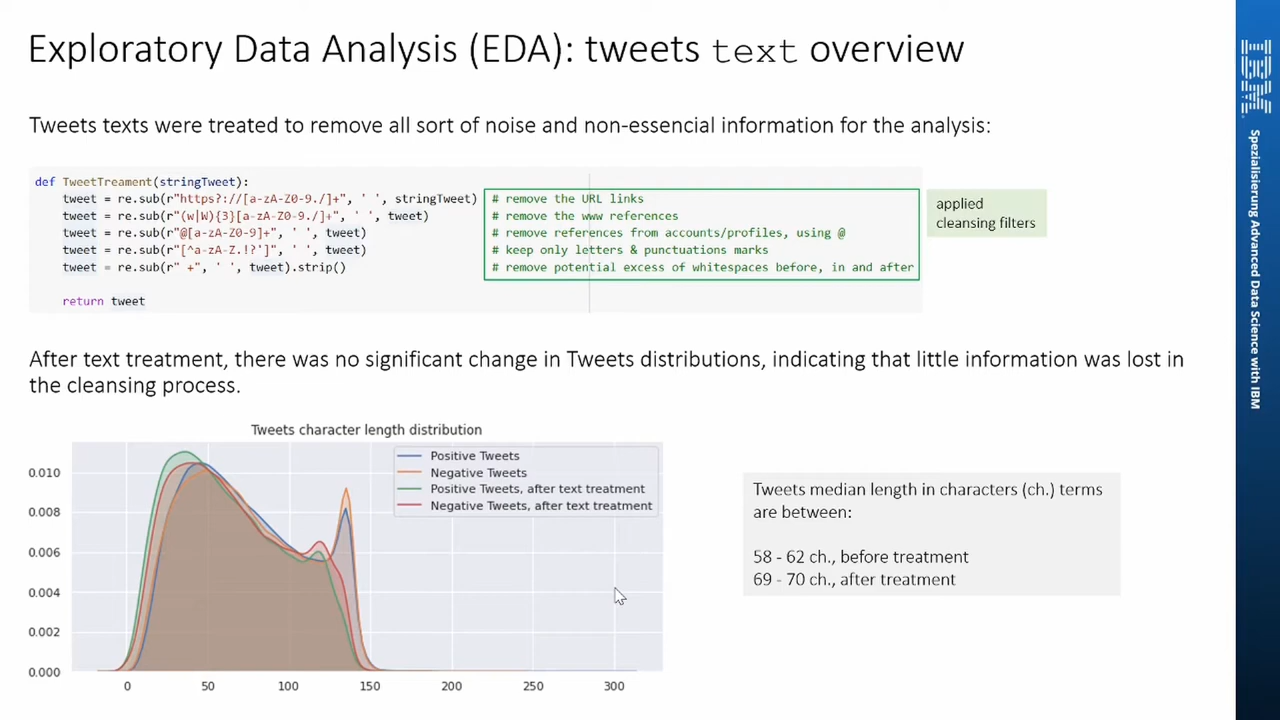 Exploratory Data Analysis (EDA): tweets text overview
Tweets texts were treated to remove all sort of noise and non-essencial information for the analysis:
def TweetTreament(stringTweet):
tweet = re.sub(r"https?://[a-zA-Z0-9./]+", ' ', stringTweet) # remove the URL links
tweet = re.sub(r"(w|W){3}[a-zA-Z0-9./]+", ' ', tweet) # remove the www references
tweet = re.sub(r"@[a-zA-Z0-9]+", ' ', tweet) # remove references from accounts/profiles, using @
tweet = re.sub(r"[^a-zA-Z.!?']", ' ', tweet) # keep only letters & punctuations marks
tweet = re.sub(r" +", ' ', tweet).strip() # remove potential excess of whitespaces before, in and after
return tweet
applied
cleansing filters
After text treatment, there was no significant change in Tweets distributions, indicating that little information was lost in
the cleansing process.
Tweets character length distribution
Positive Tweets
Negative Tweets
Positive Tweets, after text treatment
Negative Tweets, after text treatment
0.010
0.008
0.006
0.004
0.002
0.000
0 50 100 150 200 250 300
Tweets median length in characters (ch.) terms
are between:
58 - 62 ch., before treatment
69 - 70 ch., after treatment
IBM
Spezialisierung Advanced Data Science with IBM